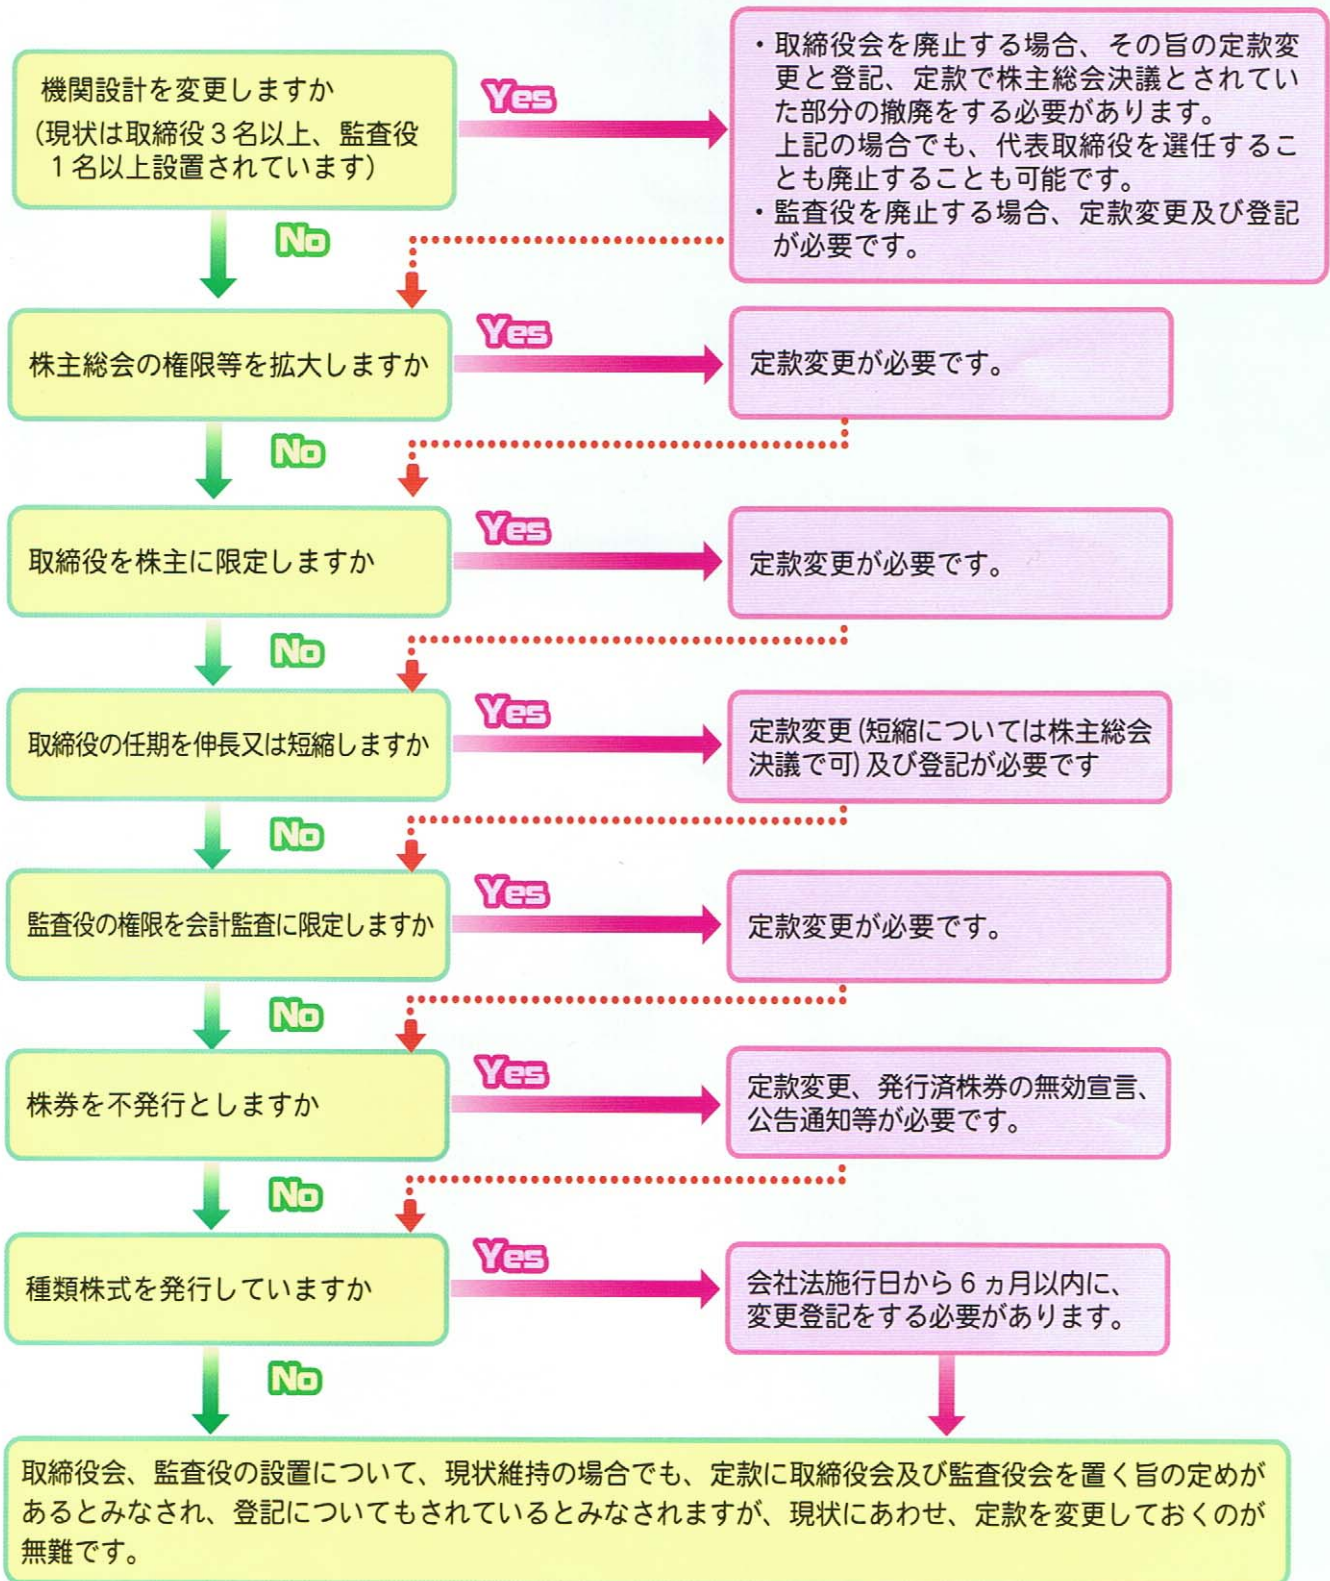 機関設計を変更しますか
(現状は取締役3名以上、監査役
1名以上設置されています)
Yes
・取締役会を廃止する場合、その旨の定款変
更と登記、定款で株主総会決議とされてい
た部分の撤廃をする必要があります。
上記の場合でも、代表取締役を選任するこ
とも廃止することも可能です。
・監査役を廃止する場合、定款変更及び登記
が必要です。
No
株主総会の権限等を拡大しますか
Yes
定款変更が必要です。
No
取締役を株主に限定しますか
Yes
定款変更が必要です。
No
取締役の任期を伸長又は短縮しますか
Yes
定款変更(短縮については株主総会
決議で可)及び登記が必要です
No
監査役の権限を会計監査に限定しますか
Yes
定款変更が必要です。
No
株券を不発行としますか
Yes
定款変更、発行済株券の無効宣言、
公告通知等が必要です。
No
種類株式を発行していますか
Yes
会社法施行日から6ヵ月以内に、
変更登記をする必要があります。
No
取締役会、監査役の設置について、現状維持の場合でも、定款に取締役会及び監査役会を置く旨の定めが
あるとみなされ、登記についてもされているとみなされますが、現状にあわせ、定款を変更しておくのが
無難です。